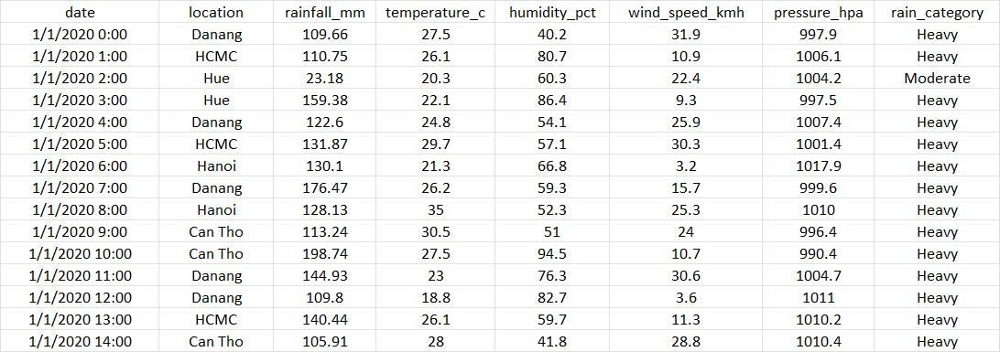 date location rainfall_mm temperature_c humidity_pct wind_speed_kmh pressure_hpa rain_category
1/1/2020 0:00 Danang 109.66 27.5 40.2 31.9 997.9 Heavy
1/1/2020 1:00 HCMC 110.75 26.1 80.7 10.9 1006.1 Heavy
1/1/2020 2:00 Hue 23.18 20.3 60.3 22.4 1004.2 Moderate
1/1/2020 3:00 Hue 159.38 22.1 86.4 9.3 997.5 Heavy
1/1/2020 4:00 Danang 122.6 24.8 54.1 25.9 1007.4 Heavy
1/1/2020 5:00 HCMC 131.87 29.7 57.1 30.3 1001.4 Heavy
1/1/2020 6:00 Hanoi 130.1 21.3 66.8 3.2 1017.9 Heavy
1/1/2020 7:00 Danang 176.47 26.2 59.3 15.7 999.6 Heavy
1/1/2020 8:00 Hanoi 128.13 35 52.3 25.3 1010 Heavy
1/1/2020 9:00 Can Tho 113.24 30.5 51 24 996.4 Heavy
1/1/2020 10:00 Can Tho 198.74 27.5 94.5 10.7 990.4 Heavy
1/1/2020 11:00 Danang 144.93 23 76.3 30.6 1004.7 Heavy
1/1/2020 12:00 Danang 109.8 18.8 82.7 3.6 1011 Heavy
1/1/2020 13:00 HCMC 140.44 26.1 59.7 11.3 1010.2 Heavy
1/1/2020 14:00 Can Tho 105.91 28 41.8 28.8 1010.4 Heavy